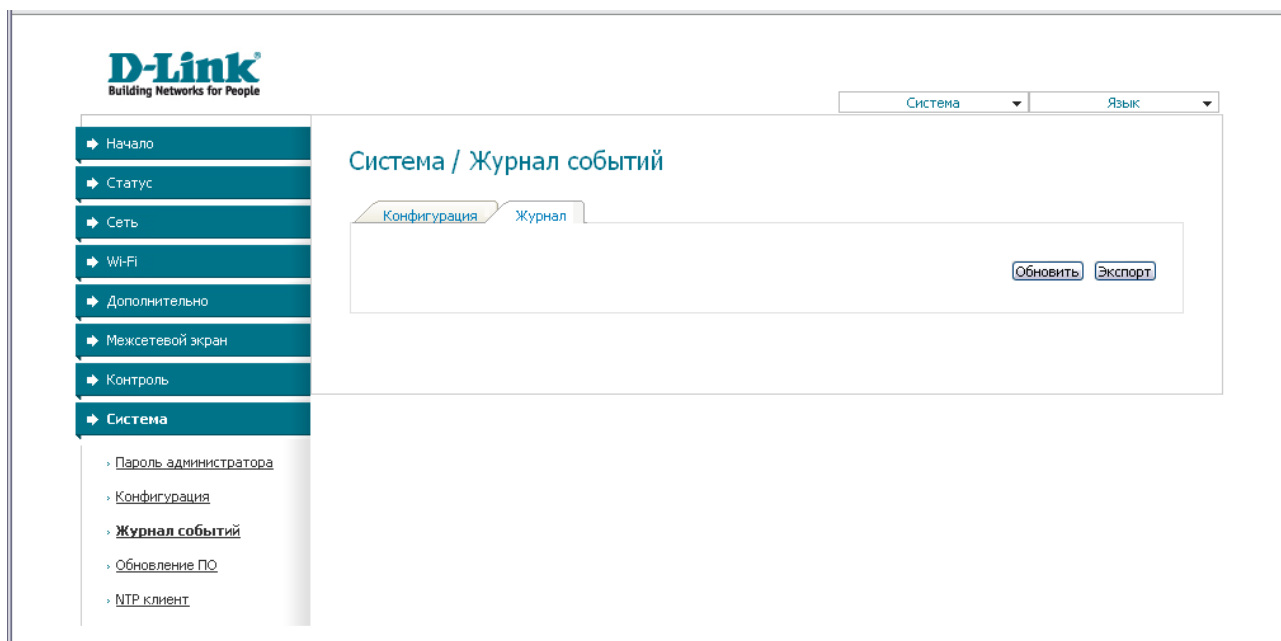 D-Link
Building Networks for People
Система Язык
Начало
Статус
Сеть
Wi-Fi
Дополнительно
Межсетевой экран
Контроль
Система
Пароль администратора
Конфигурация
Журнал событий
Обновление ПО
NTP клиент
Система / Журнал событий
Конфигурация Журнал
Обновить Экспорт